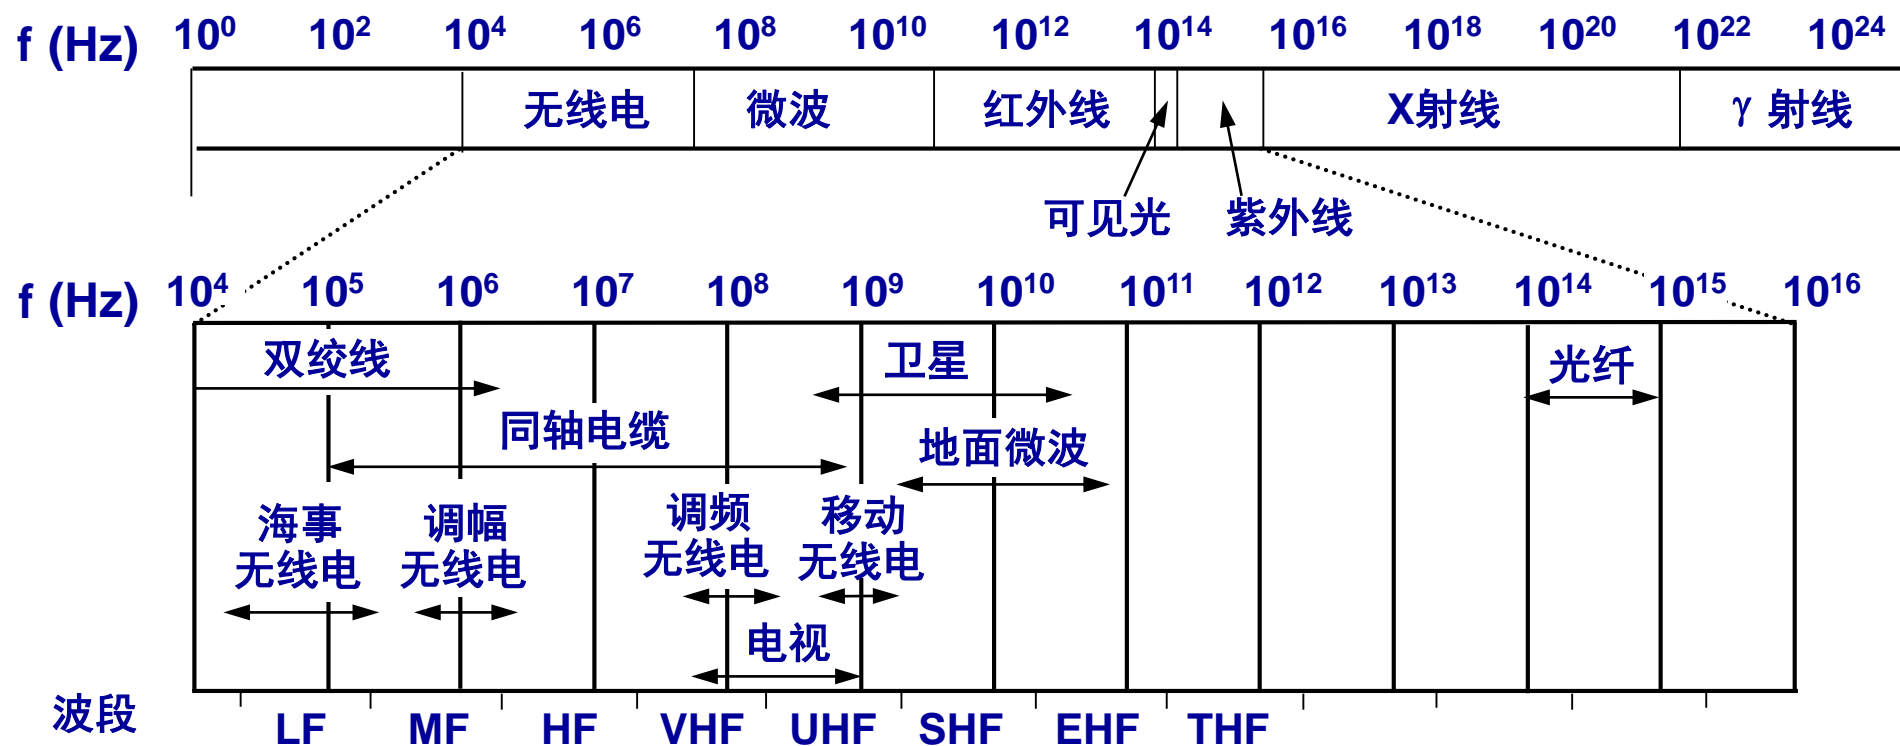 f (Hz) 10⁰ 10² 10⁴ 10⁶ 10⁸ 10¹⁰ 10¹² 10¹⁴ 10¹⁶ 10¹⁸ 10²⁰ 10²² 10²⁴
无线电 微波 红外线 X射线 γ 射线
可见光 紫外线
f (Hz) 10⁴ 10⁵ 10⁶ 10⁷ 10⁸ 10⁹ 10¹⁰ 10¹¹ 10¹² 10¹³ 10¹⁴ 10¹⁵ 10¹⁶
双绞线 卫星 光纤
同轴电缆 地面微波
海事 调幅 调频 移动
无线电 无线电 无线电 无线电
电视
波段 LF MF HF VHF UHF SHF EHF THF